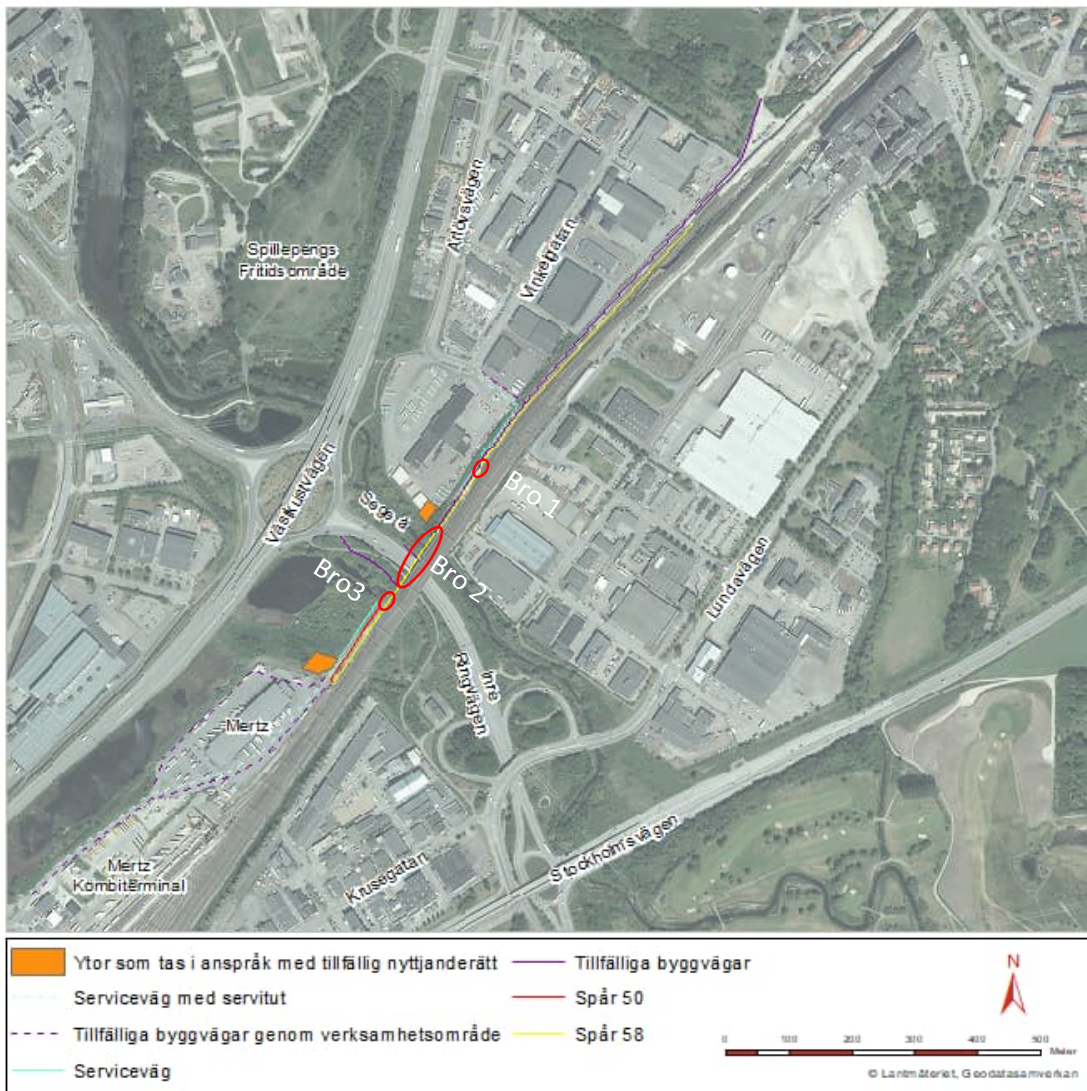 Spillepengs
Fritidsområde
Arlövsvägen
Vinkelgatan
Västkustvägen
Sege å
Bro 1
Bro 2
Bro3
Lundavägen
Inre
Ringvägen
Mertz
Stockholmsvägen
Krusegatan
Mertz
Kombiterminal
Ytor som tas i anspråk med tillfällig nyttjanderätt
Serviceväg med servitut
Tillfälliga byggvägar genom verksamhetsområde
Serviceväg
Tillfälliga byggvägar
Spår 50
Spår 58
N
0 100 200 300 400 500
Meter
© Lantmäteriet, Geodatasamverkan